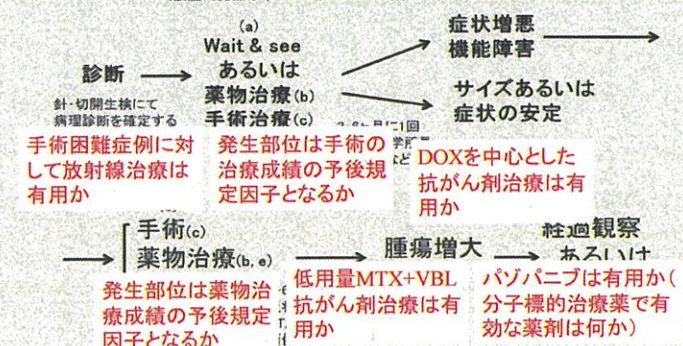 (a)
Wait & see
あるいは
薬物治療(b)
手術治療(c)
診断
針・切開生検にて
病理診断を確定する
症状増悪
機能障害
サイズあるいは
症状の安定
手術困難症例に対
して放射線治療は
有用か
発生部位は手術の
治療成績の予後規
定因子となるか
DOXを中心とした
抗がん剤治療は有
用か
手術(c)
薬物治療(b, e)
腫瘍増大
経過観察
あるいは
発生部位は薬物治
療成績の予後規定
因子となるか
低用量MTX+VBL
抗がん剤治療は有
用か
パゾパニブは有用か(
分子標的治療薬で有
効な薬剤は何か)